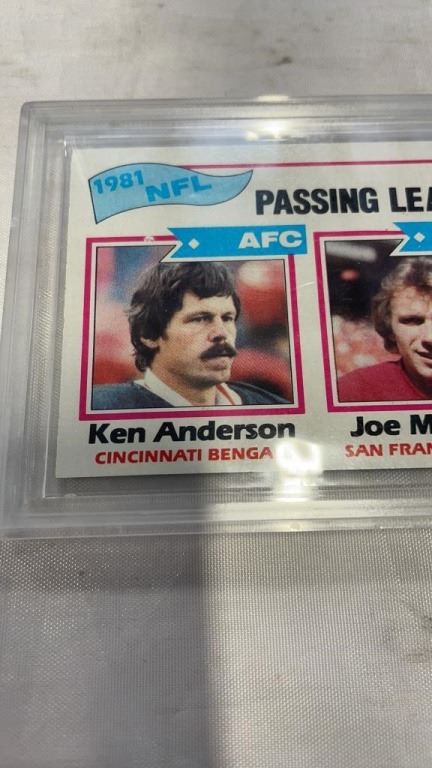 1981 NFL
PASSING LEA
AFC
Ken Anderson
CINCINNATI BENGA
Joe M
SAN FRAN